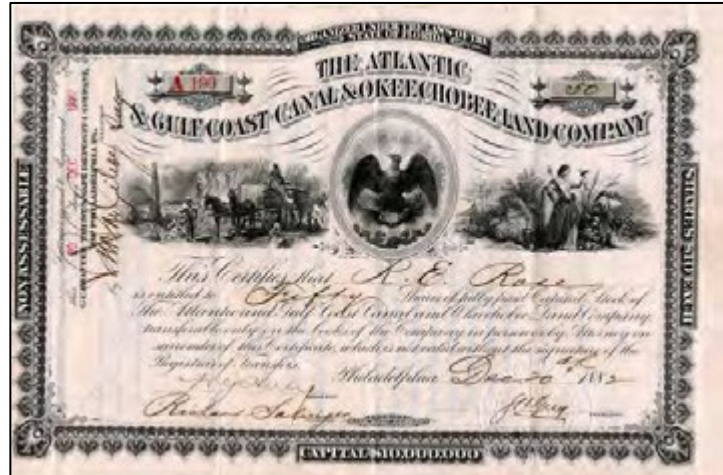 ORGANIZED UNDER THE LAWS OF THE
STATE OF FLORIDA
A 199
50
THE ATLANTIC
& GULF COAST CANAL & OKEECHOBEE LAND COMPANY
NON ASSESSABLE
SHARES $10 EACH
This Certifies that R. E. Rose
is entitled to Fifty Shares of fully paid Capital Stock of
The Atlantic and Gulf Coast Canal and Okeechobee Land Company
transferable only on the books of the Company in person or by Attorney on
surrender of this Certificate, which is not valid without the signature of the
Registrar of transfers.
Philadelphia Dec 20 1882
CAPITAL $10,000,000